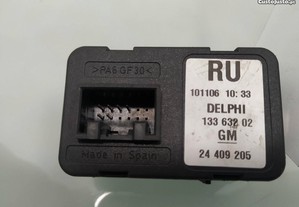 >PA6 GF30<
Made in Spain
RU
101106 10:33
DELPHI
133 632 02
GM
24 409 205